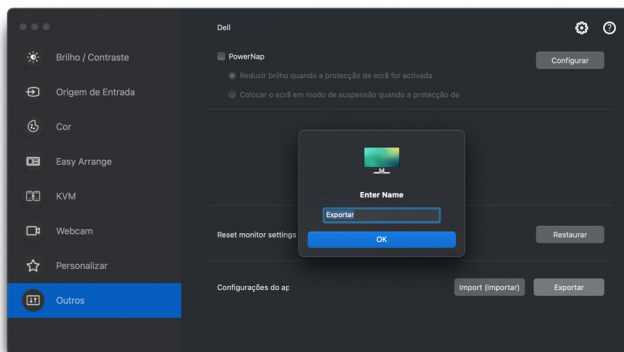 Dell
Brilho / Contraste
PowerNap
Configurar
Reduzir brilho quando a protecção de ecrã for activada
Origem de Entrada
Colocar o ecrã em modo de suspensão quando a protecção de
Cor
Easy Arrange
Enter Name
KVM
Exportar
OK
Webcam
Reset monitor settings
Restaurar
Personalizar
Configurações do ap
Import (importar)
Exportar
Outros